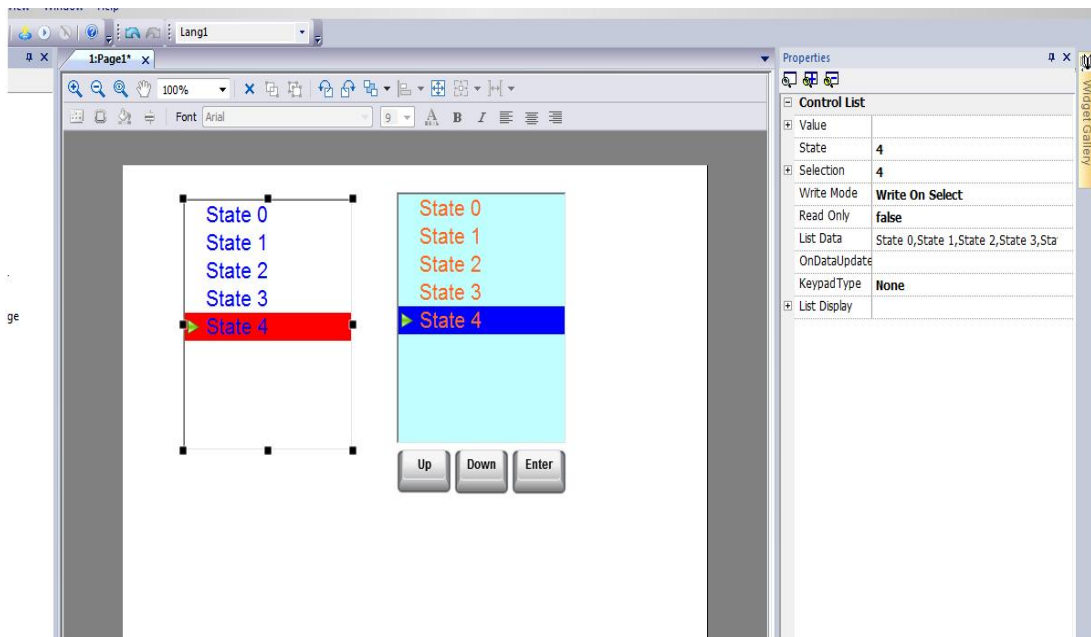 Lang1
1:Page1*
100%
Font Arial 9 A B I
ge
State 0
State 1
State 2
State 3
State 4
State 0
State 1
State 2
State 3
State 4
Up Down Enter
Properties
Control List
Value
State 4
Selection 4
Write Mode Write On Select
Read Only false
List Data State 0,State 1,State 2,State 3,Sta
OnDataUpdate
KeypadType None
List Display
Widget Gallery